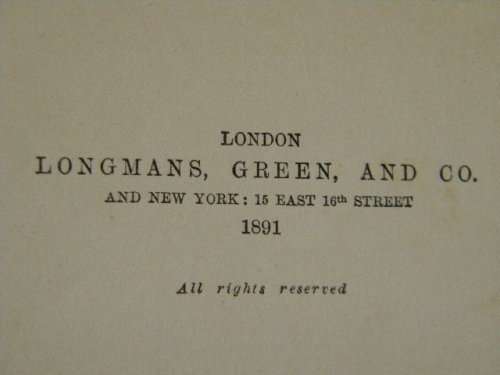 LONDON
LONGMANS, GREEN, AND CO.
AND NEW YORK: 15 EAST 16th STREET
1891
All rights reserved